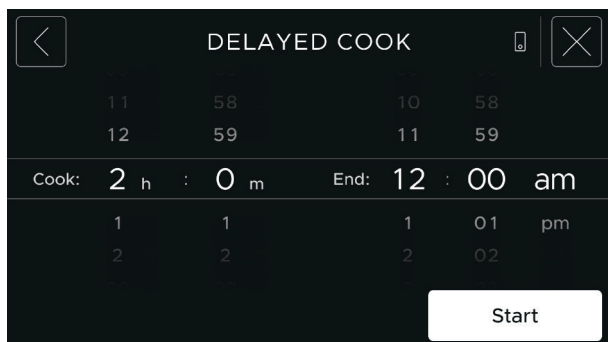 DELAYED COOK
11 58 10 58
12 59 11 59
Cook: 2 h : 0 m End: 12 : 00 am
1 1 1 01 pm
2 2 2 02
Start